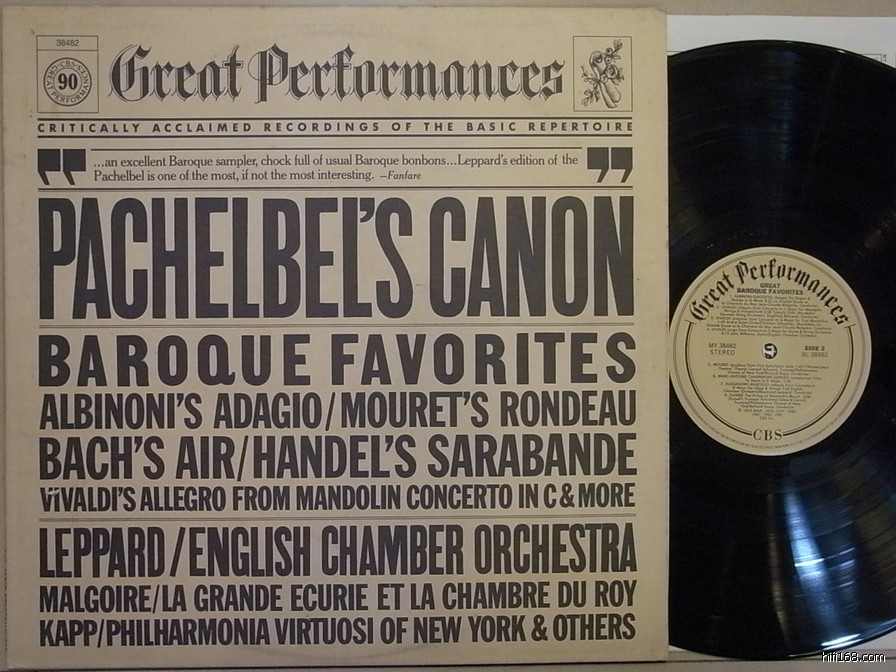 38482
GREAT PERFORMANCES
CBS
90
Great Performances
CRITICALLY ACCLAIMED RECORDINGS OF THE BASIC REPERTOIRE
...an excellent Baroque sampler, chock full of usual Baroque bonbons...Leppard's edition of the
Pachelbel is one of the most, if not the most interesting. —Fanfare
PACHELBEL'S CANON
BAROQUE FAVORITES
ALBINONI'S ADAGIO/MOURET'S RONDEAU
BACH'S AIR/HANDEL'S SARABANDE
VIVALDI'S ALLEGRO FROM MANDOLIN CONCERTO IN C & MORE
LEPPARD/ENGLISH CHAMBER ORCHESTRA
MALGOIRE/LA GRANDE ECURIE ET LA CHAMBRE DU ROY
KAPP/PHILHARMONIA VIRTUOSI OF NEW YORK & OTHERS
Great Performances
GREAT
BAROQUE FAVORITES
MY 38482
STEREO
SIDE 2
BL 38482
CBS
hifi168.com